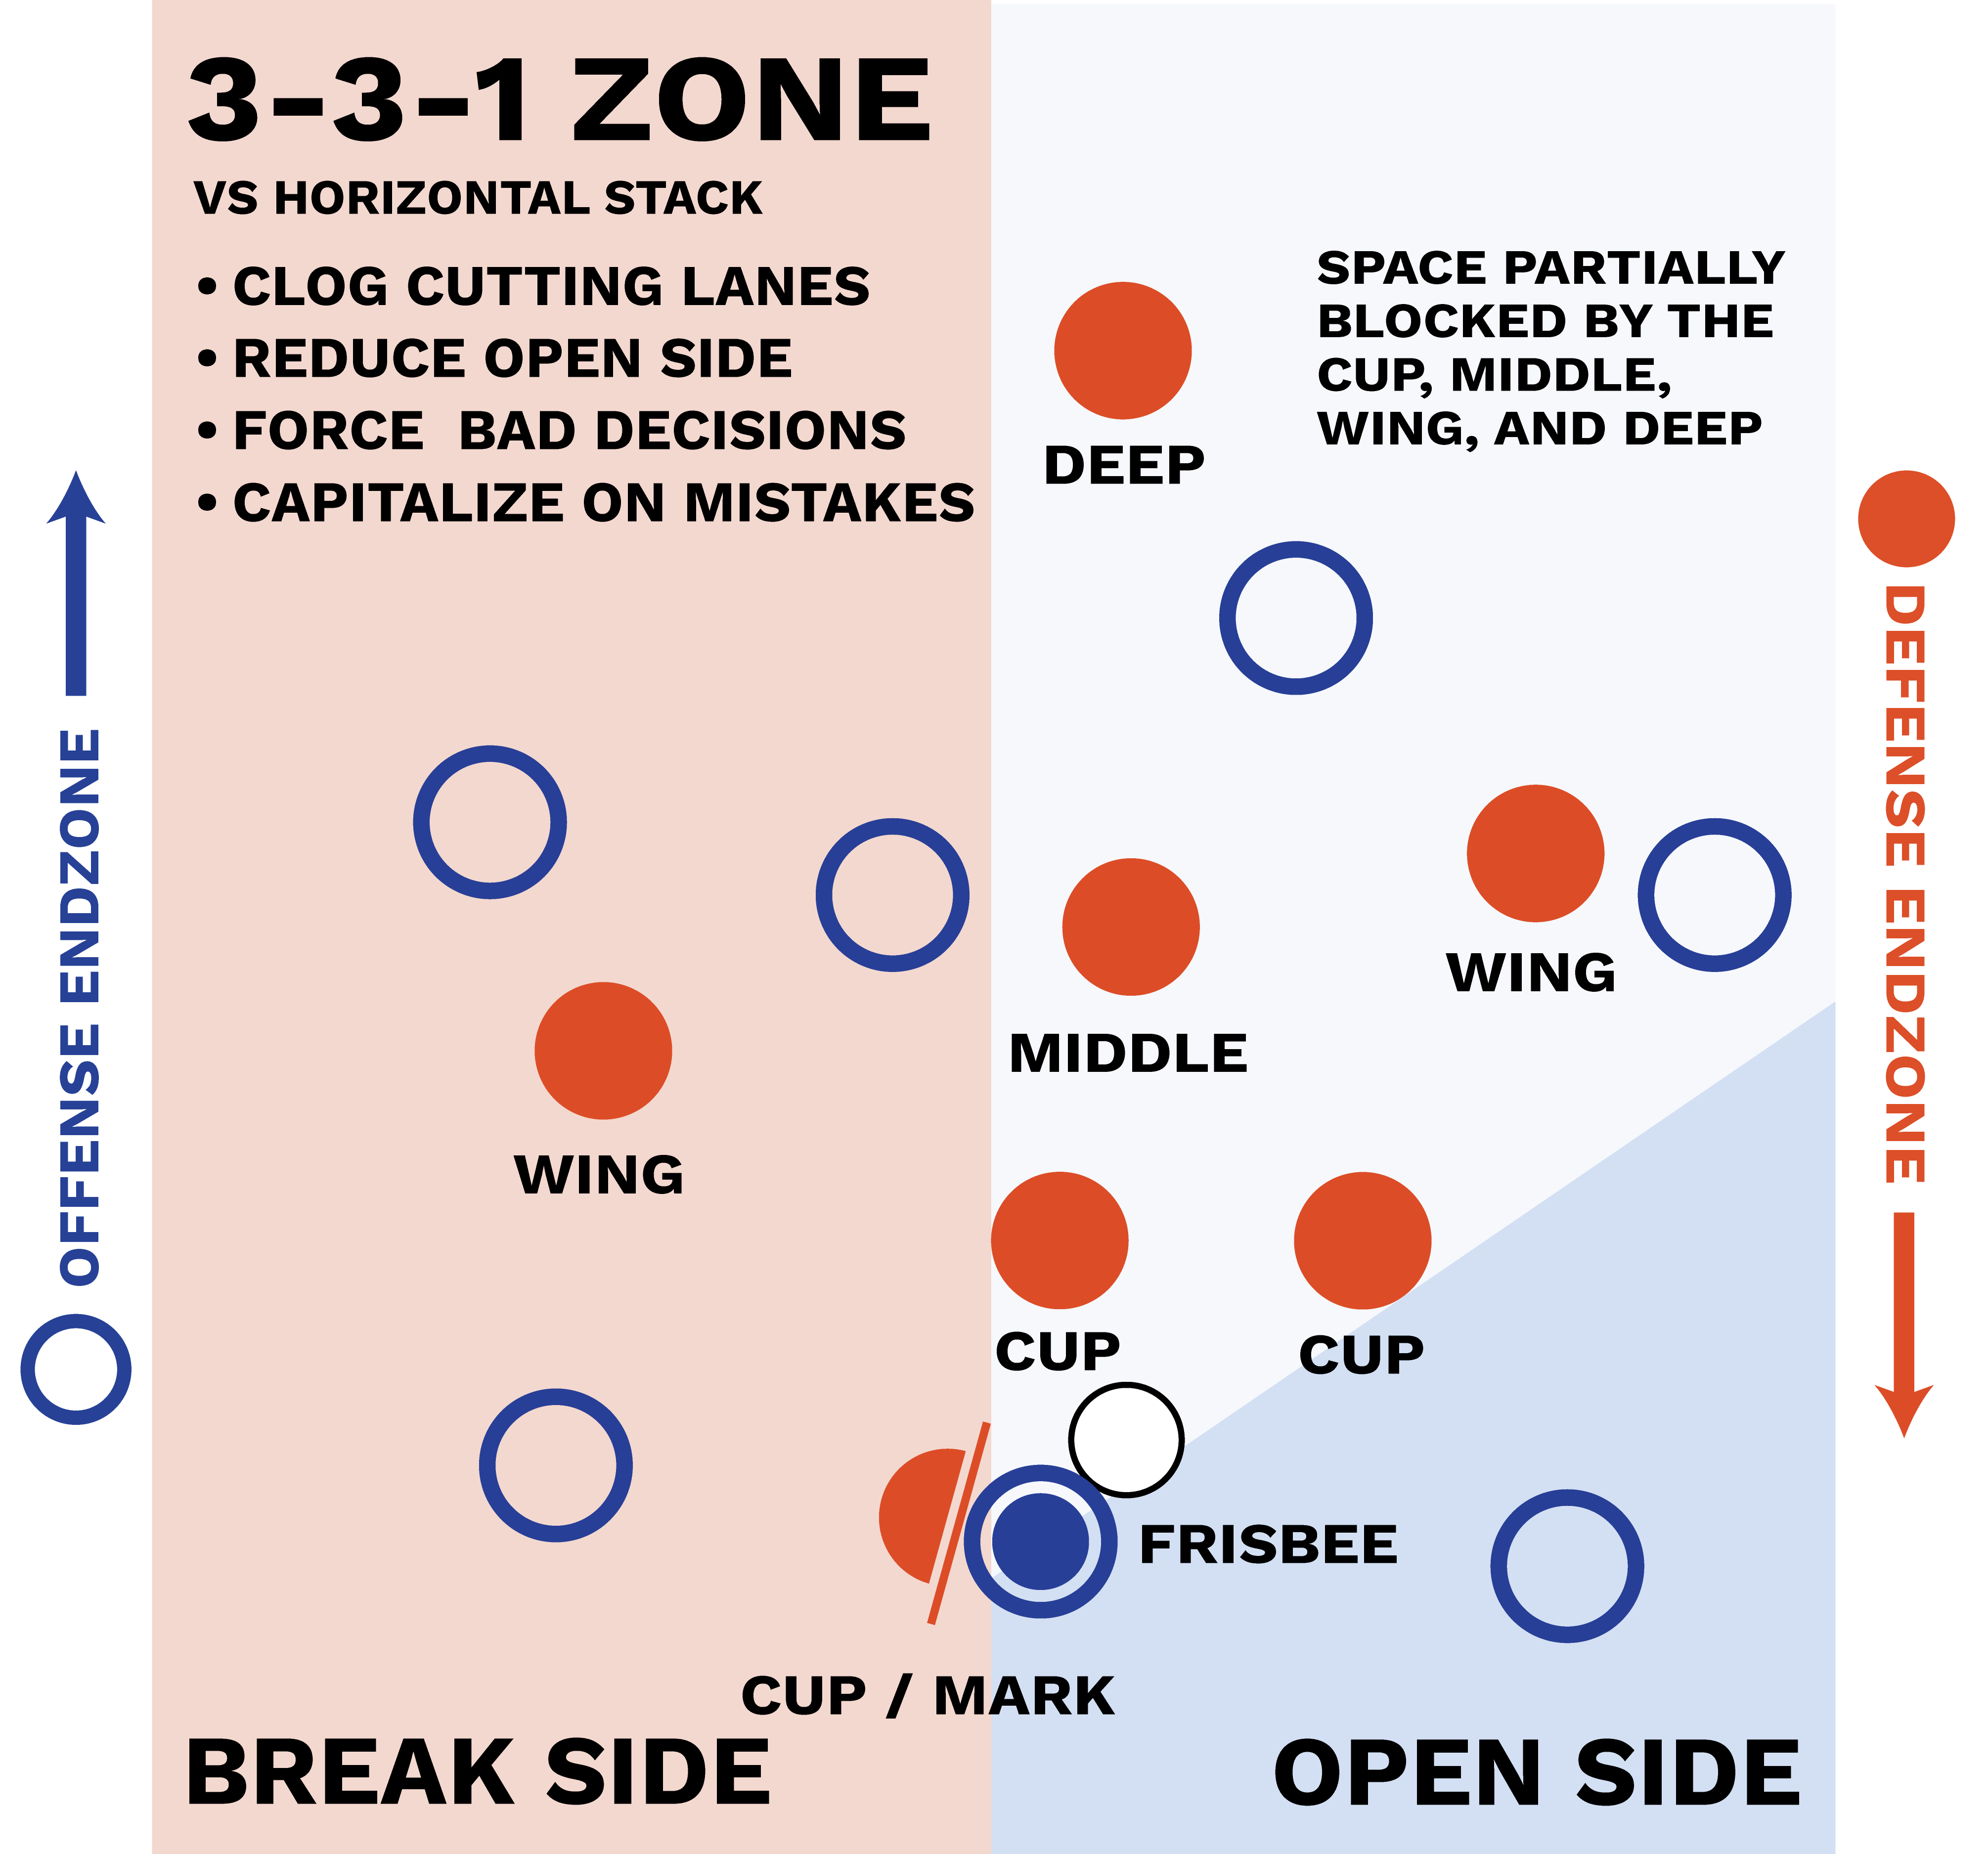 3-3-1 ZONE
VS HORIZONTAL STACK
• CLOG CUTTING LANES
• REDUCE OPEN SIDE
• FORCE BAD DECISIONS
• CAPITALIZE ON MISTAKES
SPACE PARTIALLY
BLOCKED BY THE
CUP, MIDDLE,
WING, AND DEEP
DEEP
OFFENSE ENDZONE
DEFENSE ENDZONE
WING
MIDDLE
WING
CUP
CUP
FRISBEE
CUP / MARK
BREAK SIDE
OPEN SIDE